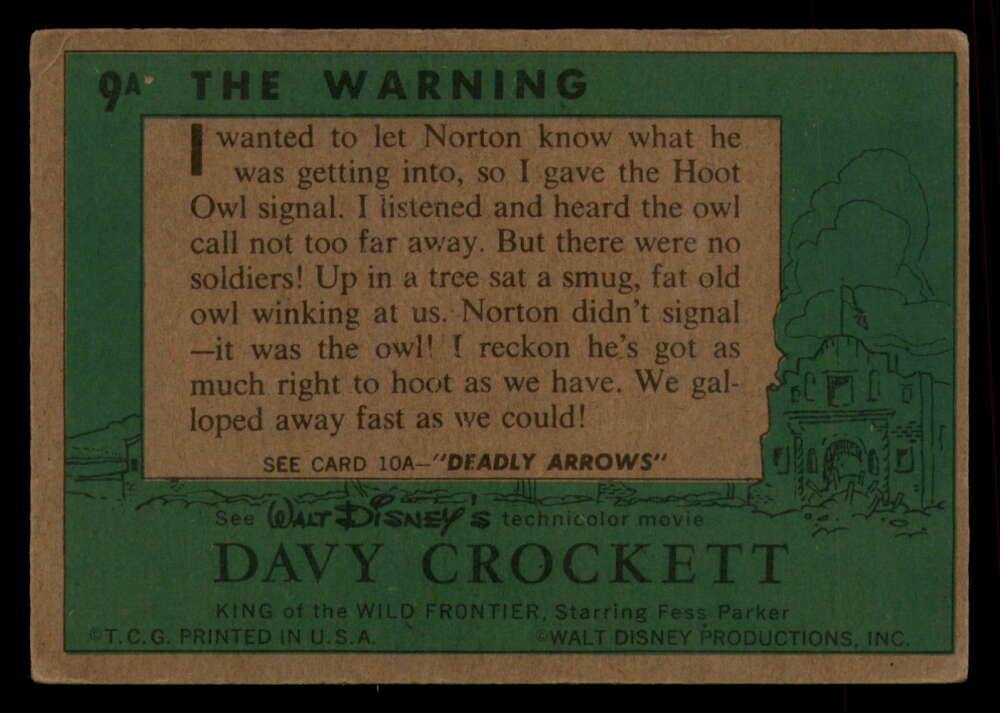 9A THE WARNING
I wanted to let Norton know what he
was getting into, so I gave the Hoot
Owl signal. I listened and heard the owl
call not too far away. But there were no
soldiers! Up in a tree sat a smug, fat old
owl winking at us. Norton didn't signal
—it was the owl! I reckon he's got as
much right to hoot as we have. We gal-
loped away fast as we could!
SEE CARD 10A—"DEADLY ARROWS"
See WALT DISNEY'S technicolor movie
DAVY CROCKETT
KING of the WILD FRONTIER, Starring Fess Parker
©T.C.G. PRINTED IN U.S.A. ©WALT DISNEY PRODUCTIONS, INC.